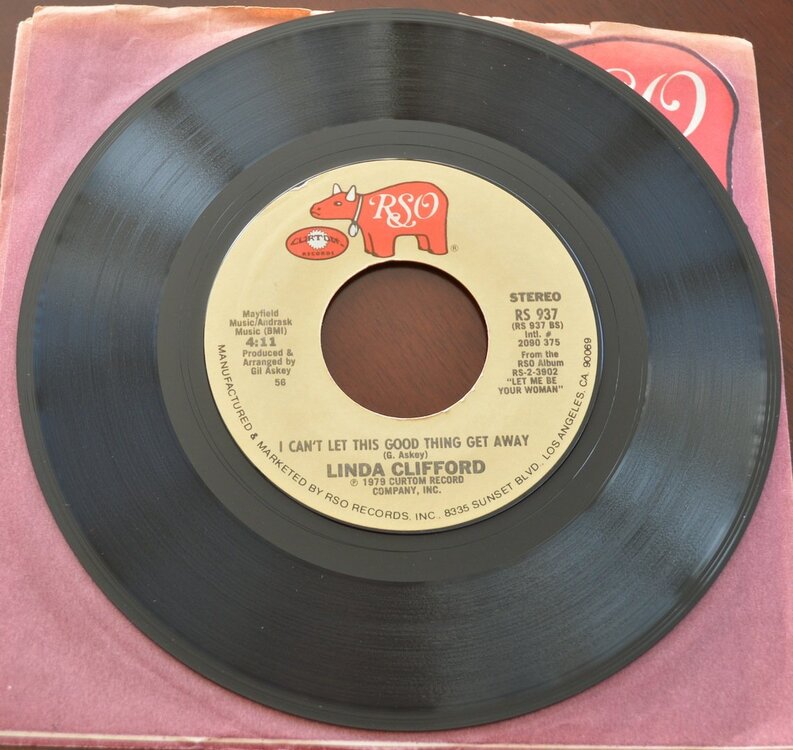 RSO
RSO
®
CURTOM
RECORDS
Mayfield
Music/Andrask
Music (BMI)
4:11
Produced &
Arranged by
Gil Askey
56
STEREO
RS 937
(RS 937 BS)
Intl. #
2090 375
From the
RSO Album
RS-2-3902
"LET ME BE
YOUR WOMAN"
I CAN'T LET THIS GOOD THING GET AWAY
(G. Askey)
LINDA CLIFFORD
℗ 1979 CURTOM RECORD
COMPANY, INC.
MANUFACTURED & MARKETED BY RSO RECORDS, INC., 8335 SUNSET BLVD., LOS ANGELES, CA. 90069